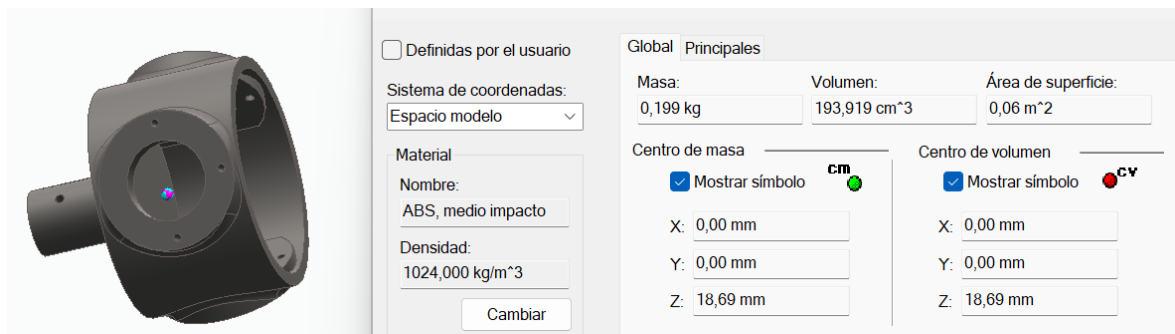 Definidas por el usuario
Sistema de coordenadas:
Espacio modelo
Material
Nombre:
ABS, medio impacto
Densidad:
1024,000 kg/m^3
Cambiar
Global Principales
Masa: Volumen: Área de superficie:
0,199 kg 193,919 cm^3 0,06 m^2
Centro de masa
Mostrar símbolo cm
X: 0,00 mm
Y: 0,00 mm
Z: 18,69 mm
Centro de volumen
Mostrar símbolo CV
X: 0,00 mm
Y: 0,00 mm
Z: 18,69 mm